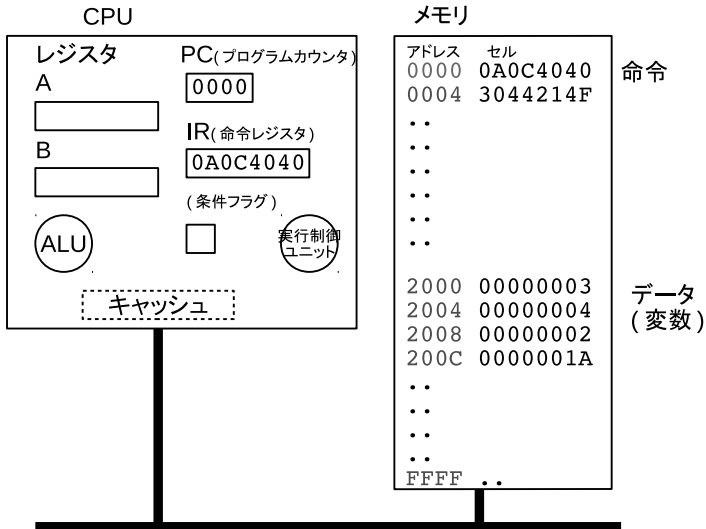 CPU
レジスタ
A
B
PC(プログラムカウンタ)
0000
IR(命令レジスタ)
0A0C4040
(条件フラグ)
ALU
実行制御
ユニット
キャッシュ
メモリ
アドレス セル
0000 0A0C4040
0004 3044214F
..
..
..
..
..
..
2000 00000003
2004 00000004
2008 00000002
200C 0000001A
..
..
..
..
FFFF ..
命令
データ
(変数)